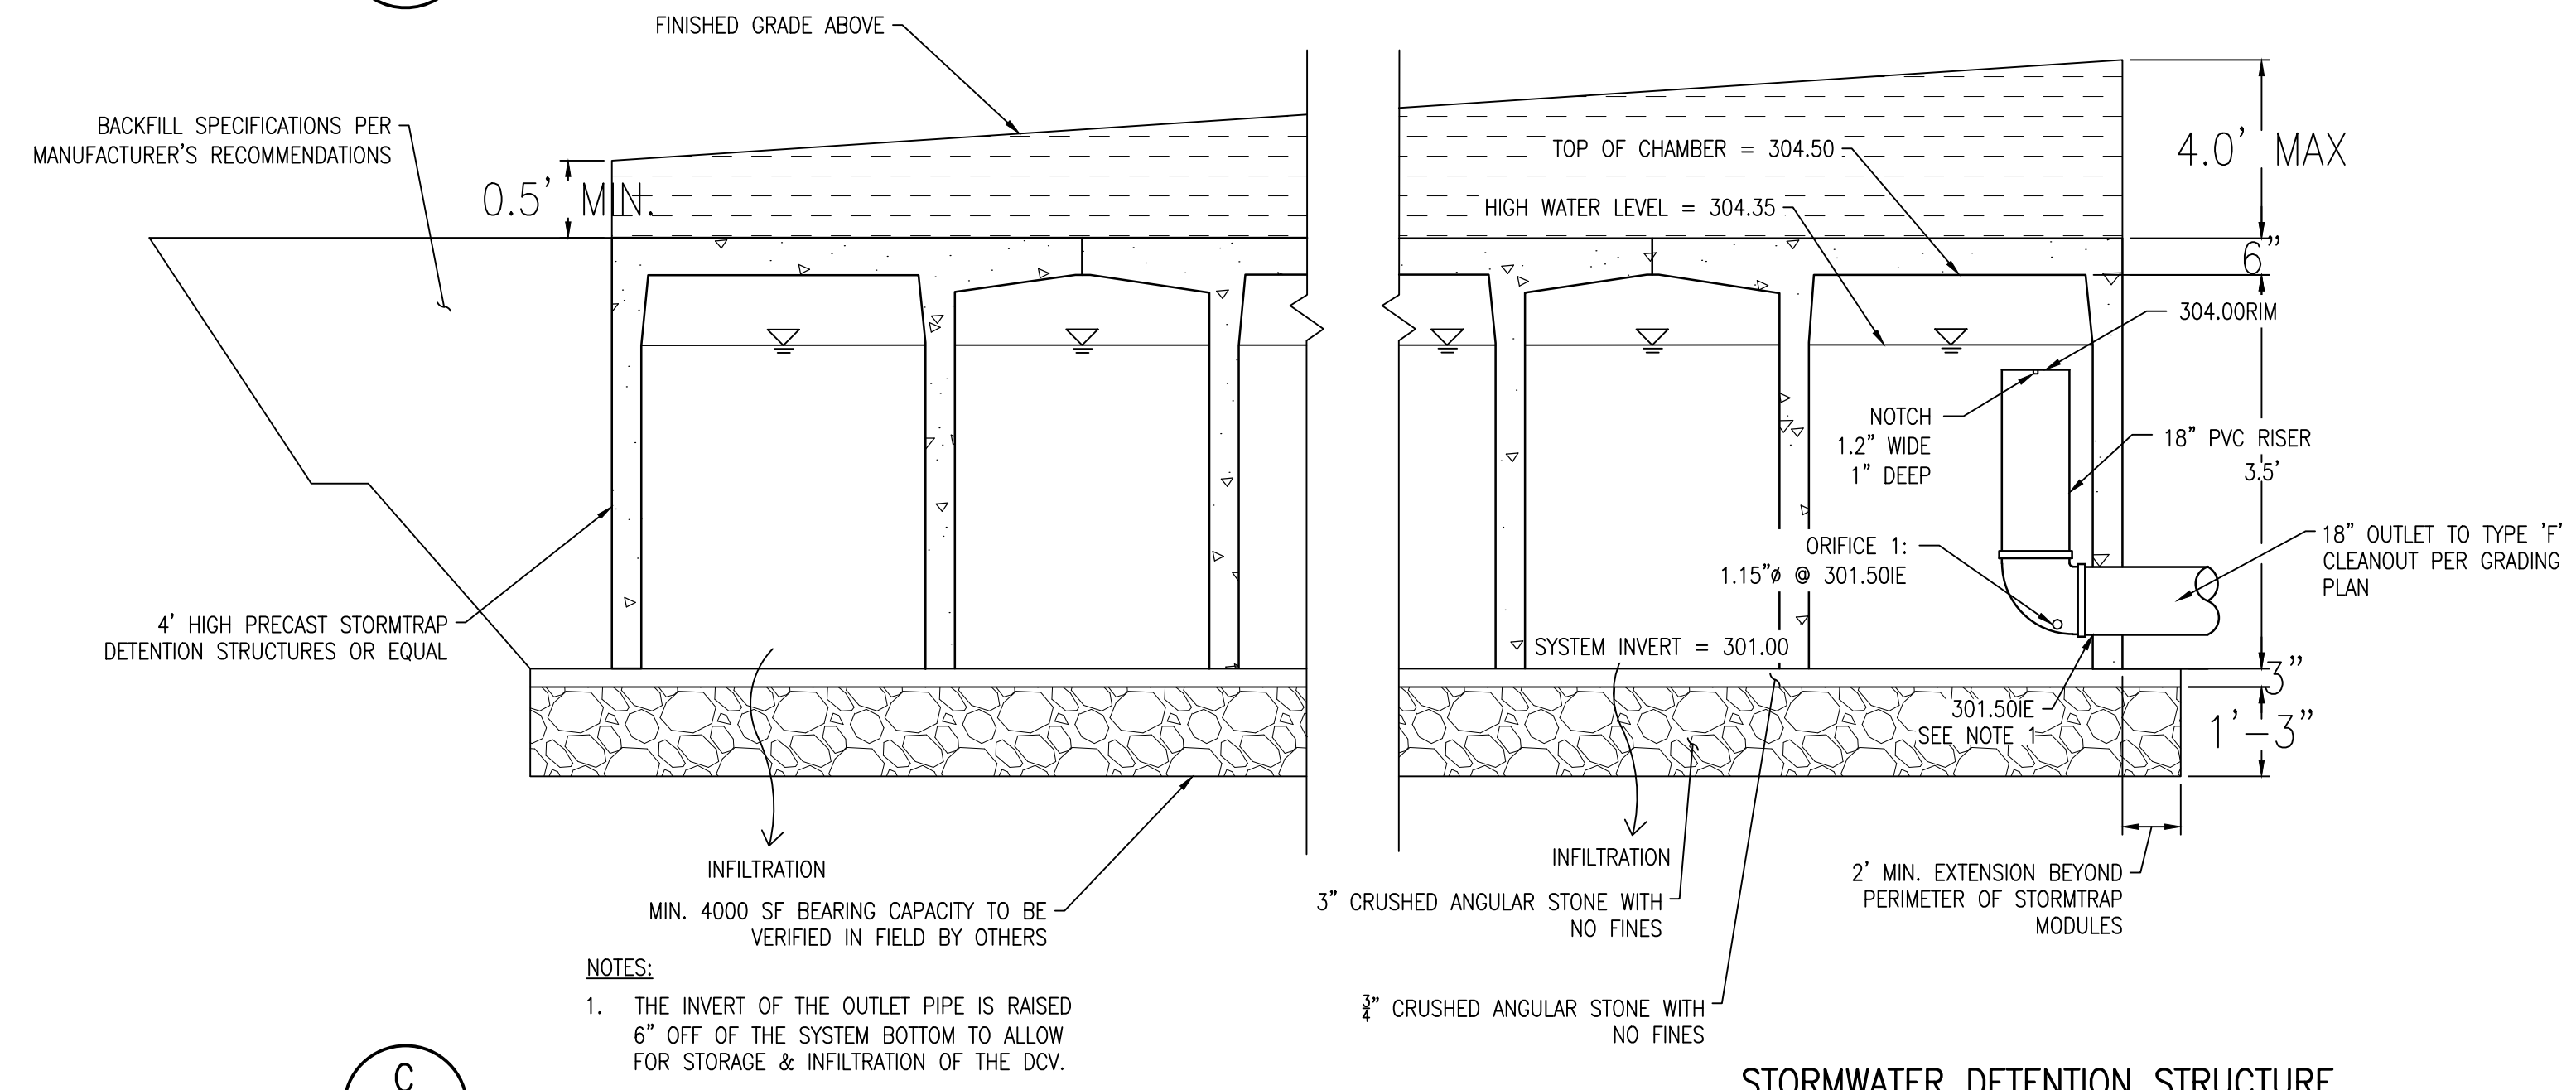 FINISHED GRADE ABOVE
BACKFILL SPECIFICATIONS PER
MANUFACTURER'S RECOMMENDATIONS
0.5' MIN.
TOP OF CHAMBER = 304.50
HIGH WATER LEVEL = 304.35
4.0' MAX
6"
304.00RIM
NOTCH
1.2" WIDE
1" DEEP
18" PVC RISER
3.5'
ORIFICE 1:
1.15"ø @ 301.50IE
18" OUTLET TO TYPE 'F'
CLEANOUT PER GRADING
PLAN
4' HIGH PRECAST STORMTRAP
DETENTION STRUCTURES OR EQUAL
SYSTEM INVERT = 301.00
3"
301.50IE
SEE NOTE 1
1'-3"
INFILTRATION
INFILTRATION
MIN. 4000 SF BEARING CAPACITY TO BE
VERIFIED IN FIELD BY OTHERS
3" CRUSHED ANGULAR STONE WITH
NO FINES
2' MIN. EXTENSION BEYOND
PERIMETER OF STORMTRAP
MODULES
3/4" CRUSHED ANGULAR STONE WITH
NO FINES
NOTES:
1. THE INVERT OF THE OUTLET PIPE IS RAISED
6" OFF OF THE SYSTEM BOTTOM TO ALLOW
FOR STORAGE & INFILTRATION OF THE DCV.
C
STORMWATER DETENTION STRUCTURE